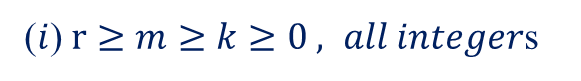 (i) r ≥ m ≥ k ≥ 0 , all integers